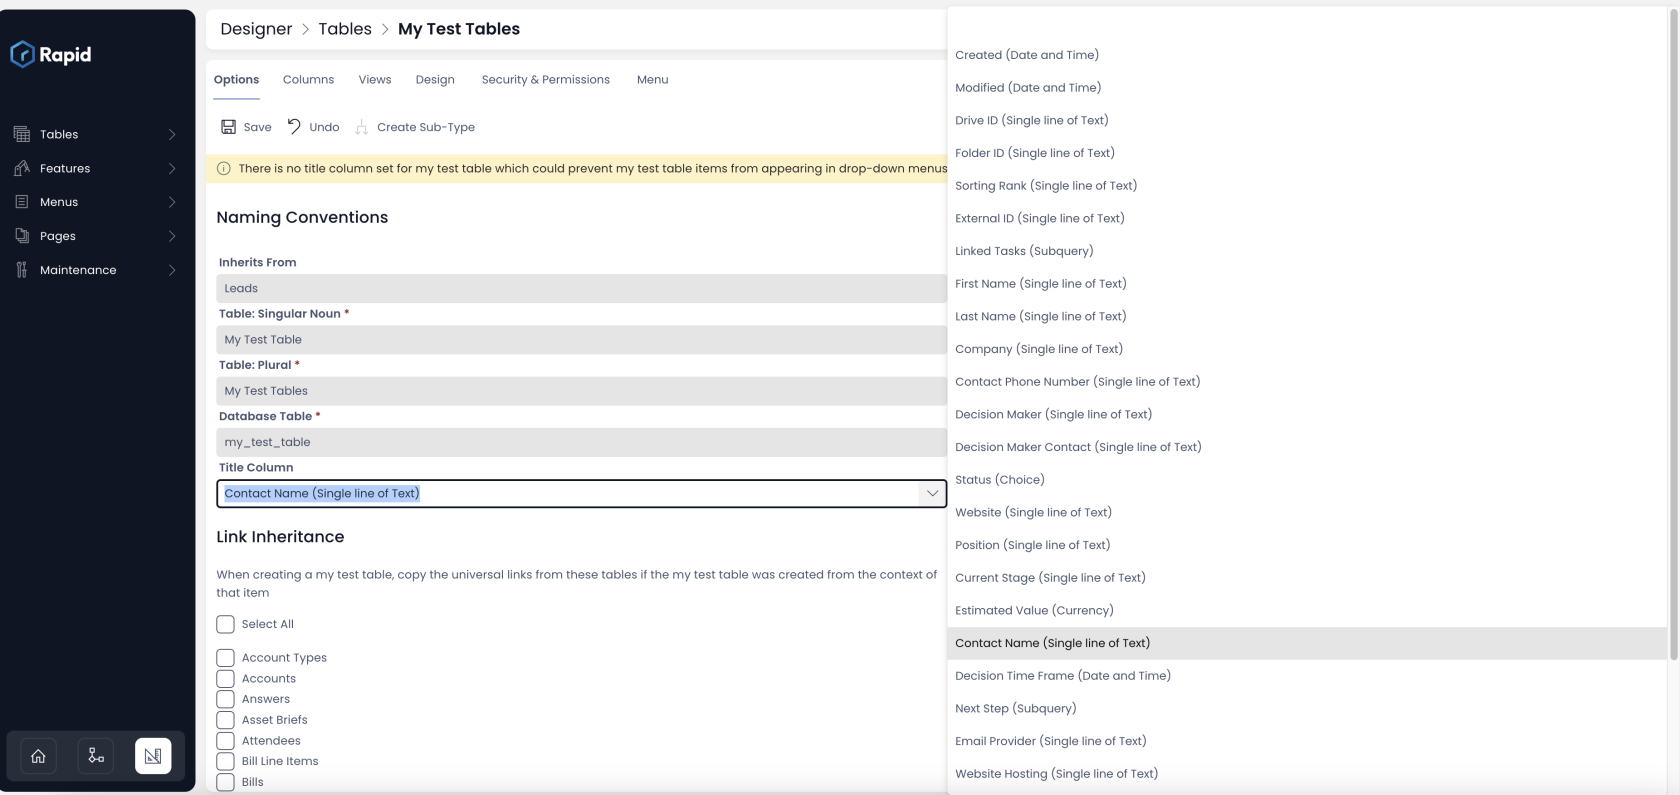 Rapid
Tables
Features
Menus
Pages
Maintenance
Designer > Tables > My Test Tables
Options Columns Views Design Security & Permissions Menu
Save Undo Create Sub-Type
There is no title column set for my test table which could prevent my test table items from appearing in drop-down menus
Naming Conventions
Inherits From
Leads
Table: Singular Noun *
My Test Table
Table: Plural *
My Test Tables
Database Table *
my_test_table
Title Column
Contact Name (Single line of Text)
Link Inheritance
When creating a my test table, copy the universal links from these tables if the my test table was created from the context of
that item
Select All
Account Types
Accounts
Answers
Asset Briefs
Attendees
Bill Line Items
Bills
Created (Date and Time)
Modified (Date and Time)
Drive ID (Single line of Text)
Folder ID (Single line of Text)
Sorting Rank (Single line of Text)
External ID (Single line of Text)
Linked Tasks (Subquery)
First Name (Single line of Text)
Last Name (Single line of Text)
Company (Single line of Text)
Contact Phone Number (Single line of Text)
Decision Maker (Single line of Text)
Decision Maker Contact (Single line of Text)
Status (Choice)
Website (Single line of Text)
Position (Single line of Text)
Current Stage (Single line of Text)
Estimated Value (Currency)
Contact Name (Single line of Text)
Decision Time Frame (Date and Time)
Next Step (Subquery)
Email Provider (Single line of Text)
Website Hosting (Single line of Text)